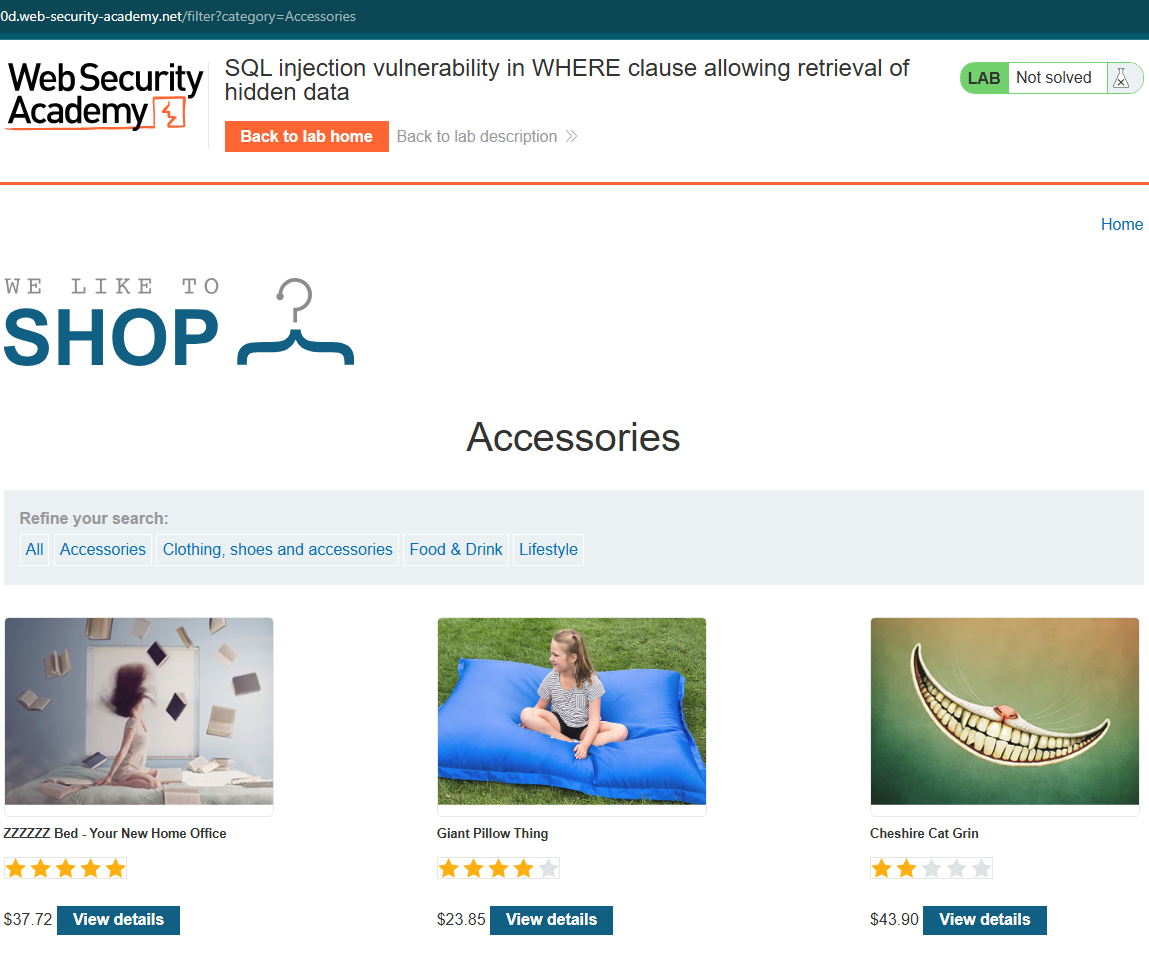 0d.web-security-academy.net/filter?category=Accessories
Web Security
Academy
SQL injection vulnerability in WHERE clause allowing retrieval of
hidden data
LAB Not solved
Back to lab home Back to lab description
Home
WE LIKE TO
SHOP
Accessories
Refine your search:
All Accessories Clothing, shoes and accessories Food & Drink Lifestyle
ZZZZZZ Bed - Your New Home Office
Giant Pillow Thing
Cheshire Cat Grin
$37.72 View details
$23.85 View details
$43.90 View details